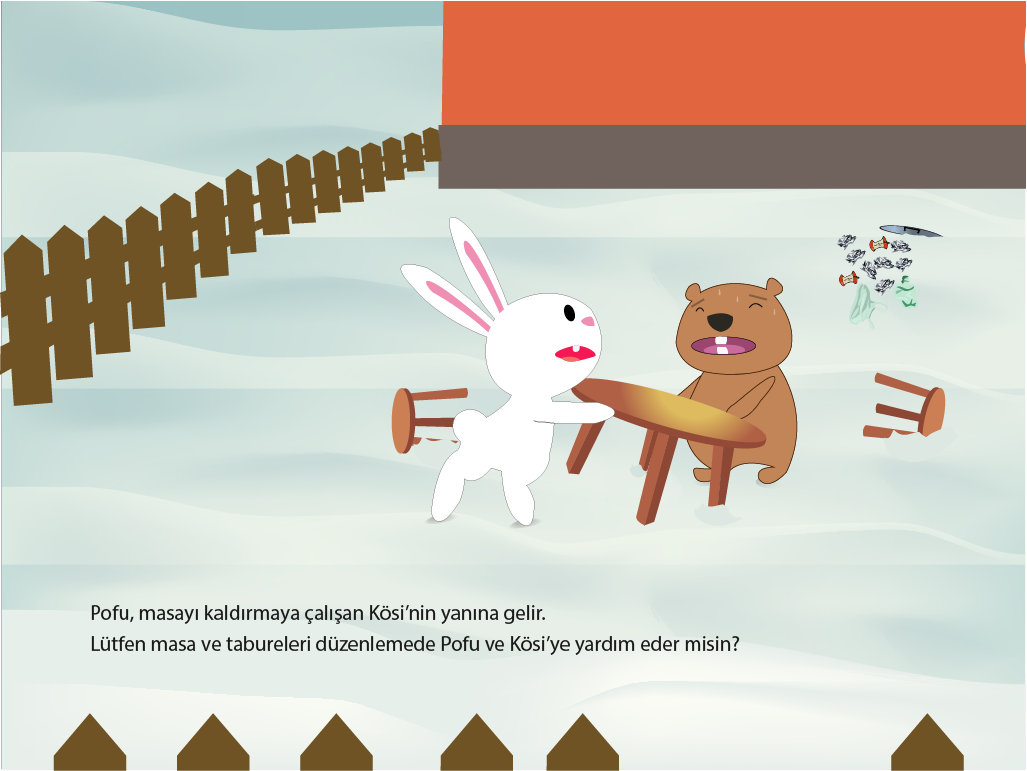 Pofu, masayı kaldırmaya çalışan Kösi’nin yanına gelir.
Lütfen masa ve tabureleri düzenlemede Pofu ve Kösi’ye yardım eder misin?